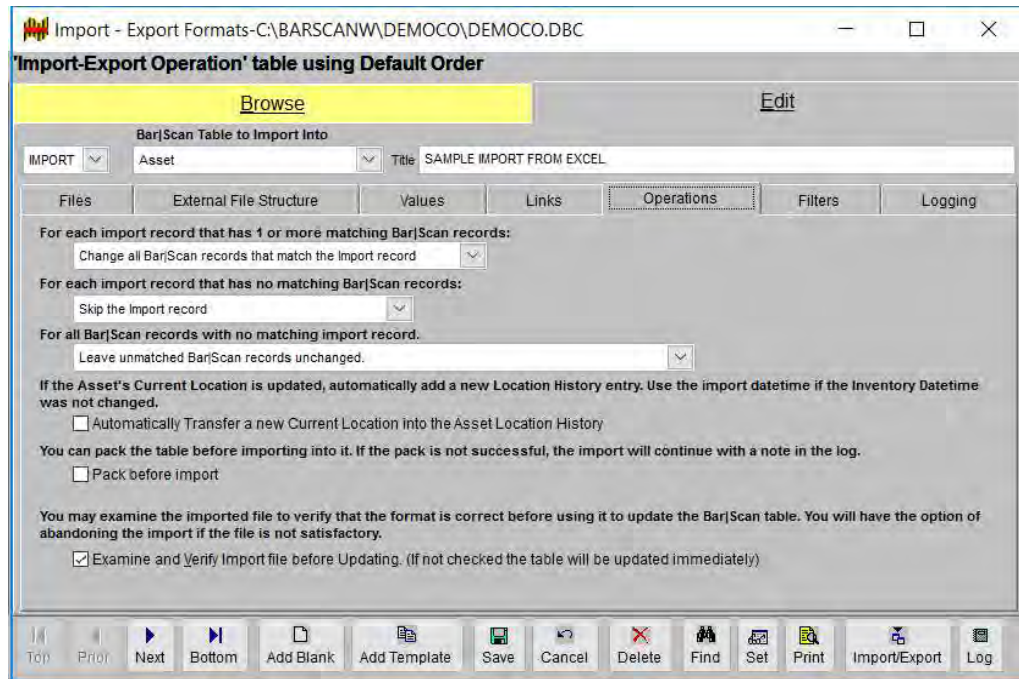 Import - Export Formats-C:\BARSCANW\DEMOCO\DEMOCO.DBC
'Import-Export Operation' table using Default Order
Browse
Edit
Bar|Scan Table to Import Into
IMPORT
Asset
Title
SAMPLE IMPORT FROM EXCEL
Files
External File Structure
Values
Links
Operations
Filters
Logging
For each import record that has 1 or more matching Bar|Scan records:
Change all Bar|Scan records that match the Import record
For each import record that has no matching Bar|Scan records:
Skip the Import record
For all Bar|Scan records with no matching import record.
Leave unmatched Bar|Scan records unchanged.
If the Asset's Current Location is updated, automatically add a new Location History entry. Use the import datetime if the Inventory Datetime
was not changed.
Automatically Transfer a new Current Location into the Asset Location History
You can pack the table before importing into it. If the pack is not successful, the import will continue with a note in the log.
Pack before import
You may examine the imported file to verify that the format is correct before using it to update the Bar|Scan table. You will have the option of
abandoning the import if the file is not satisfactory.
Examine and Verify Import file before Updating. (If not checked the table will be updated immediately)
Top
Prior
Next
Bottom
Add Blank
Add Template
Save
Cancel
Delete
Find
Set
Print
Import/Export
Log